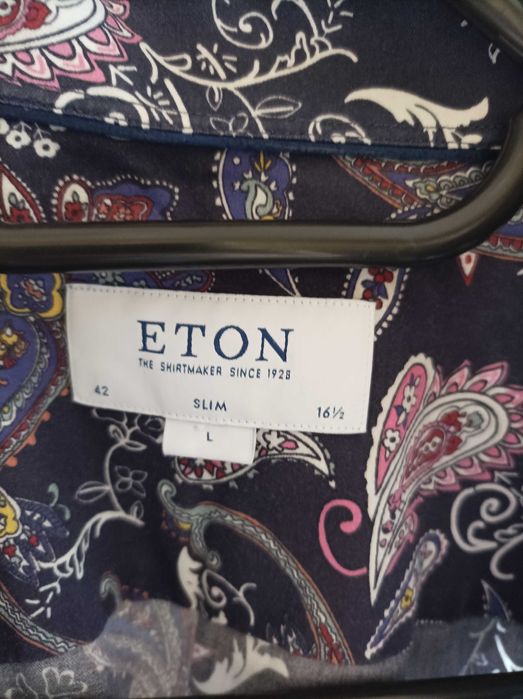 ETON
THE SHIRTMAKER SINCE 1928
42 SLIM 16½
L